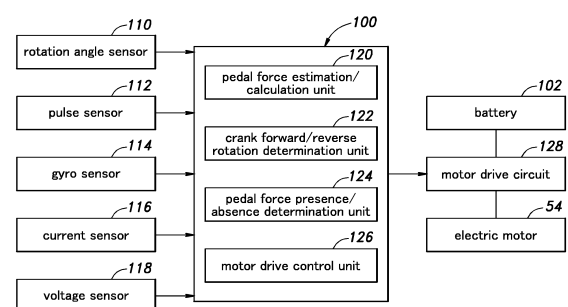 110
rotation angle sensor
112
pulse sensor
114
gyro sensor
116
current sensor
118
voltage sensor
100
120
pedal force estimation/
calculation unit
122
crank forward/reverse
rotation determination unit
124
pedal force presence/
absence determination unit
126
motor drive control unit
102
battery
128
motor drive circuit
54
electric motor